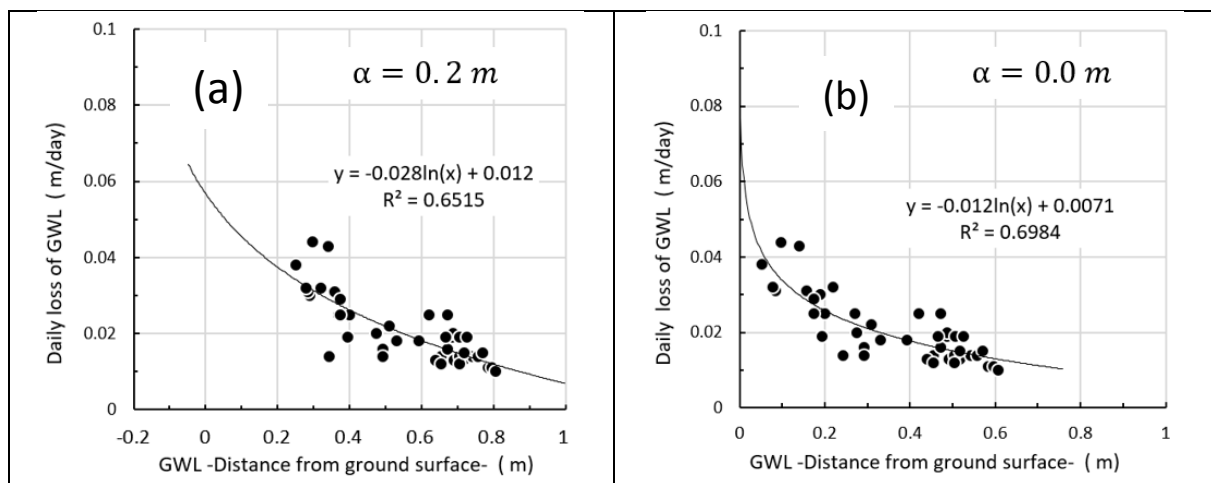 (a)
α = 0.2 m
y = -0.028ln(x) + 0.012
R² = 0.6515
Daily loss of GWL ( m/day)
0.1
0.08
0.06
0.04
0.02
0
-0.2 0 0.2 0.4 0.6 0.8 1
GWL -Distance from ground surface- ( m)
(b)
α = 0.0 m
y = -0.012ln(x) + 0.0071
R² = 0.6984
Daily loss of GWL ( m/day)
0.1
0.08
0.06
0.04
0.02
0
0 0.2 0.4 0.6 0.8 1
GWL -Distance from ground surface- ( m)